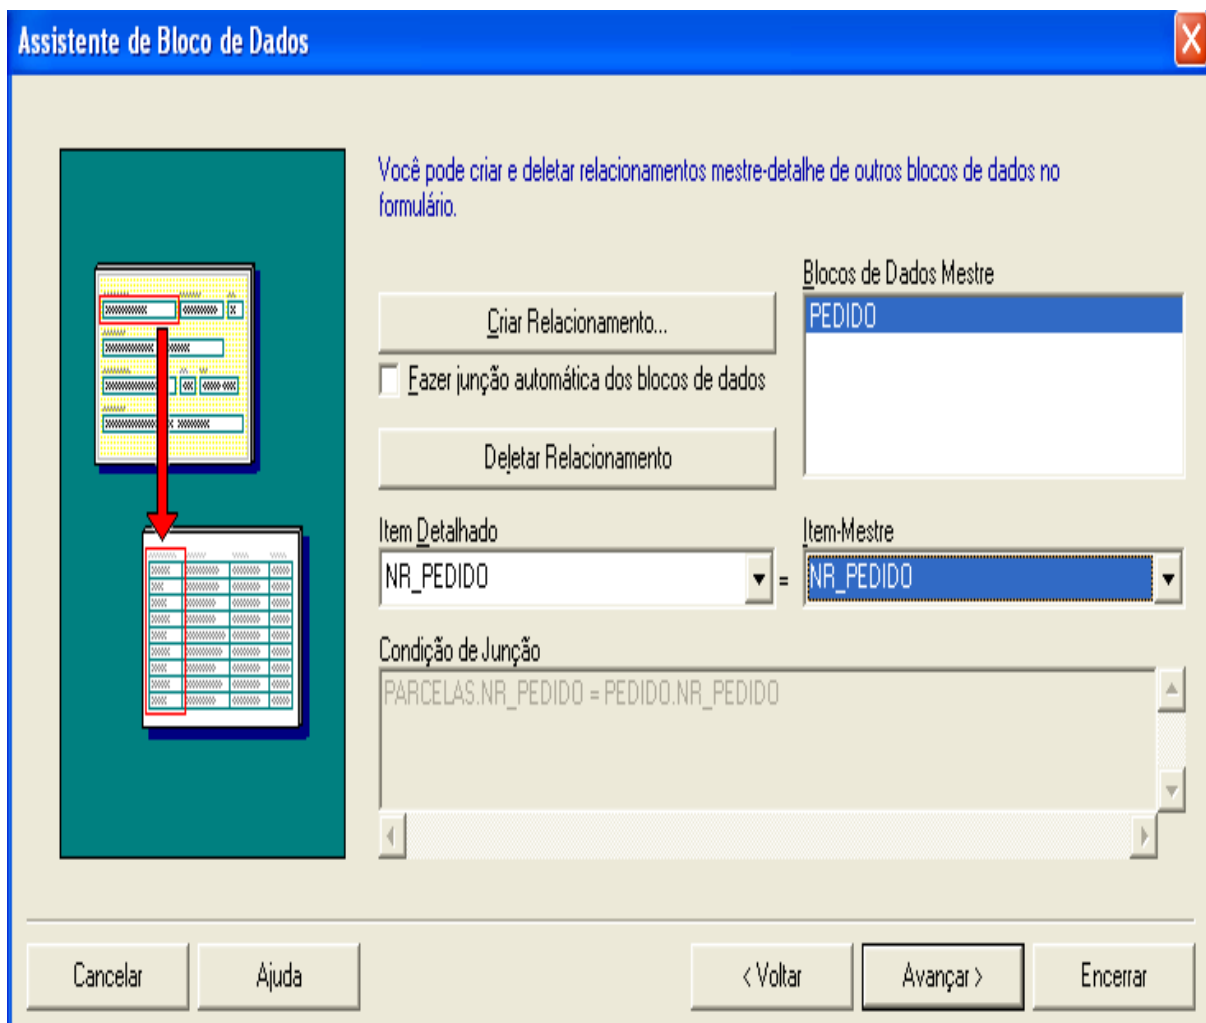 Assistente de Bloco de Dados
Você pode criar e deletar relacionamentos mestre-detalhe de outros blocos de dados no
formulário.
Blocos de Dados Mestre
PEDIDO
Criar Relacionamento...
Fazer junção automática dos blocos de dados
Deletar Relacionamento
Item Detalhado
Item-Mestre
NR_PEDIDO
=
NR_PEDIDO
Condição de Junção
PARCELAS.NR_PEDIDO = PEDIDO.NR_PEDIDO
Cancelar
Ajuda
< Voltar
Avançar >
Encerrar